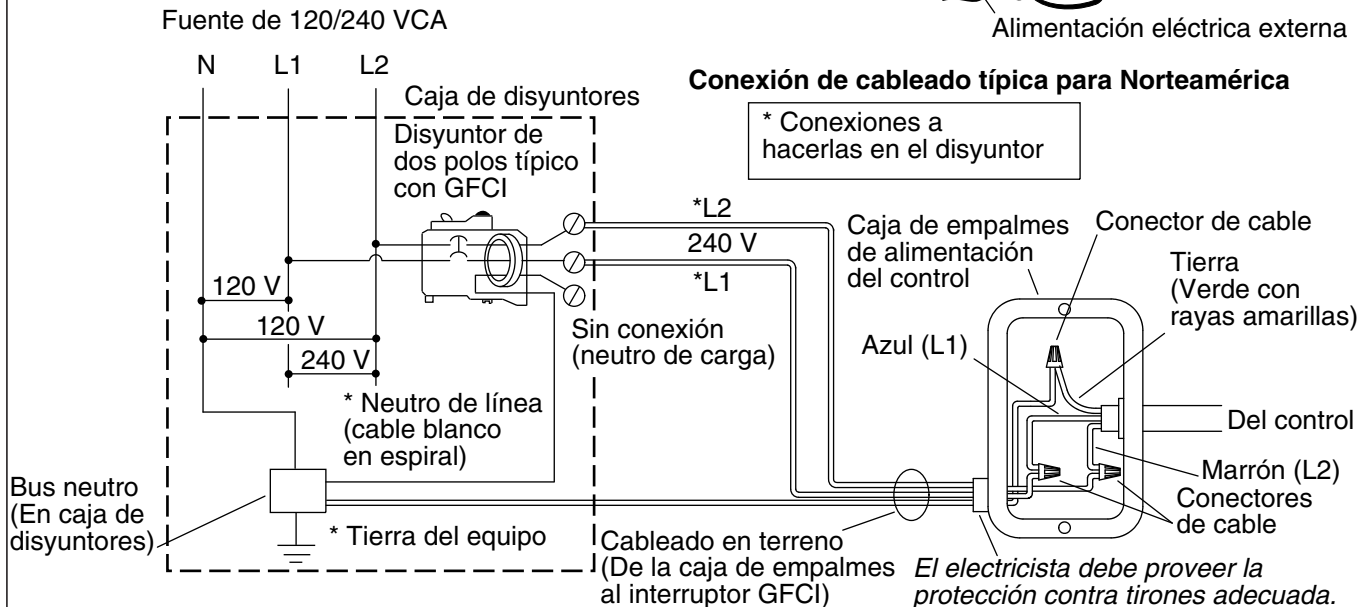 Fuente de 120/240 VCA
Alimentación eléctrica externa
N L1 L2
Conexión de cableado típica para Norteamérica
Caja de disyuntores
* Conexiones a
hacerlas en el disyuntor
Disyuntor de
dos polos típico
con GFCI
*L2
240 V
*L1
Caja de empalmes
de alimentación
del control
Conector de cable
Tierra
(Verde con
rayas amarillas)
120 V
120 V
240 V
Sin conexión
(neutro de carga)
Azul (L1)
* Neutro de línea
(cable blanco
en espiral)
Del control
Marrón (L2)
Conectores
de cable
Bus neutro
(En caja de
disyuntores)
* Tierra del equipo
Cableado en terreno
(De la caja de empalmes
al interruptor GFCI)
El electricista debe proveer la
protección contra tirones adecuada.